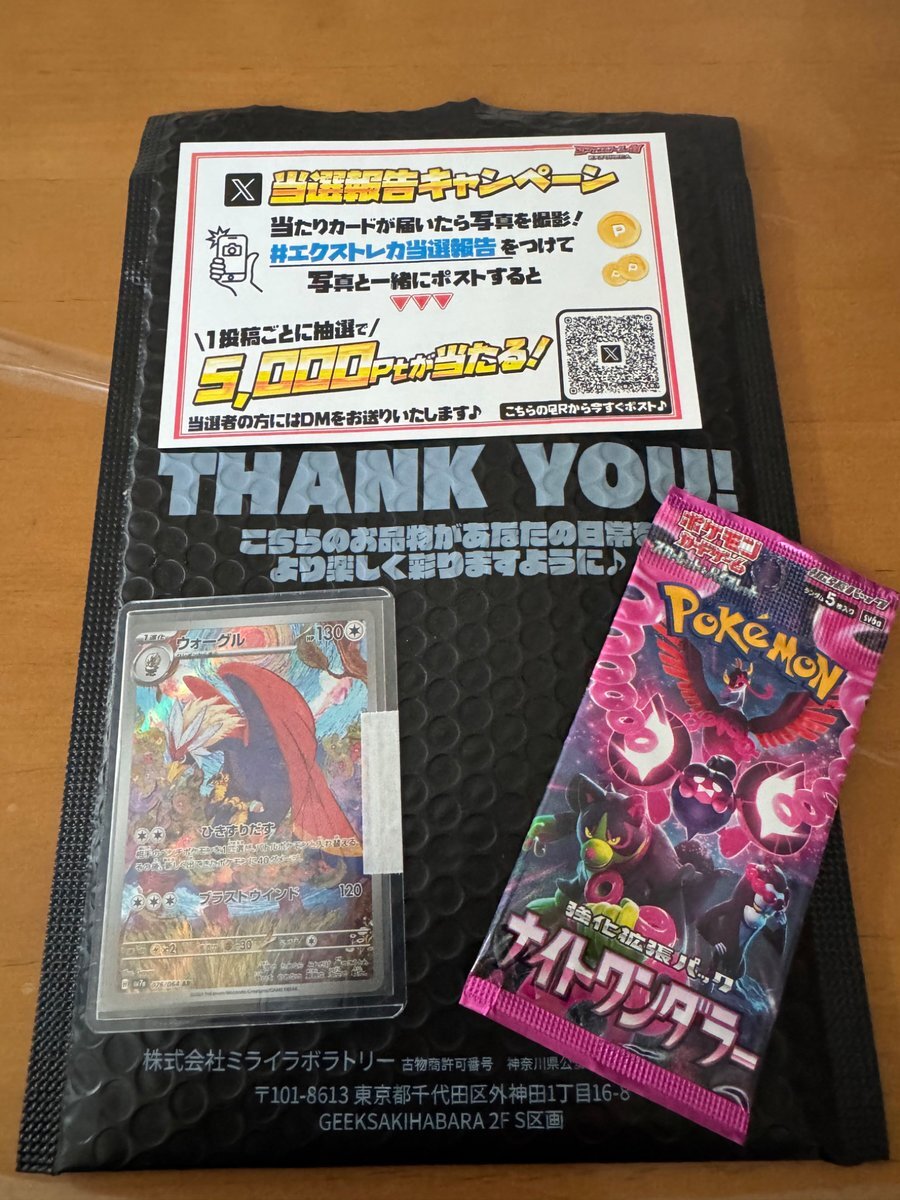 当選報告キャンペーン
当たりカードが届いたら写真を撮影!
#エクストレカ当選報告 をつけて
写真と一緒にポストすると
\1投稿ごとに抽選で/
5,000Ptが当たる!
当選者の方にはDMをお送りいたします♪
こちらのQRから今すぐポスト♪
THANK YOU!
こちらのお品物があなたの日常を
より楽しく彩りますように♪
1進化 ウォーグル HP130
ひきずりだす
ブラストウインド 120
×2 -30
sv7a 076/064 AR
ポケモン
カードゲーム
ランダム5枚入り
sv6a
POKÉMON
強化拡張パック
ナイトワンダラー
株式会社ミライラボラトリー 古物商許可番号 神奈川県公
〒101-8613 東京都千代田区外神田1丁目16-8
GEEKSAKIHABARA 2F S区画